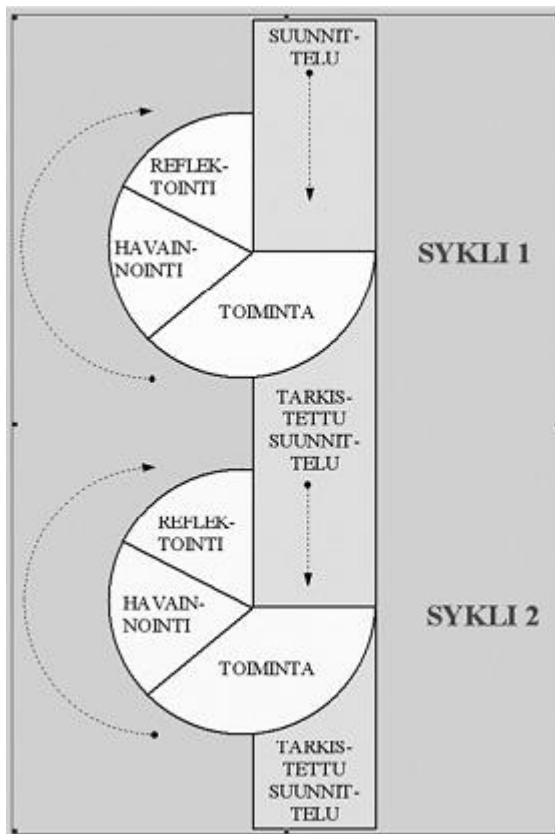 SUUNNIT-
TELU
REFLEK-
TOINTI
HAVAIN-
NOINTI
TOIMINTA
SYKLI 1
TARKIS-
TETTU
SUUNNIT-
TELU
REFLEK-
TOINTI
HAVAIN-
NOINTI
TOIMINTA
SYKLI 2
TARKIS-
TETTU
SUUNNIT-
TELU